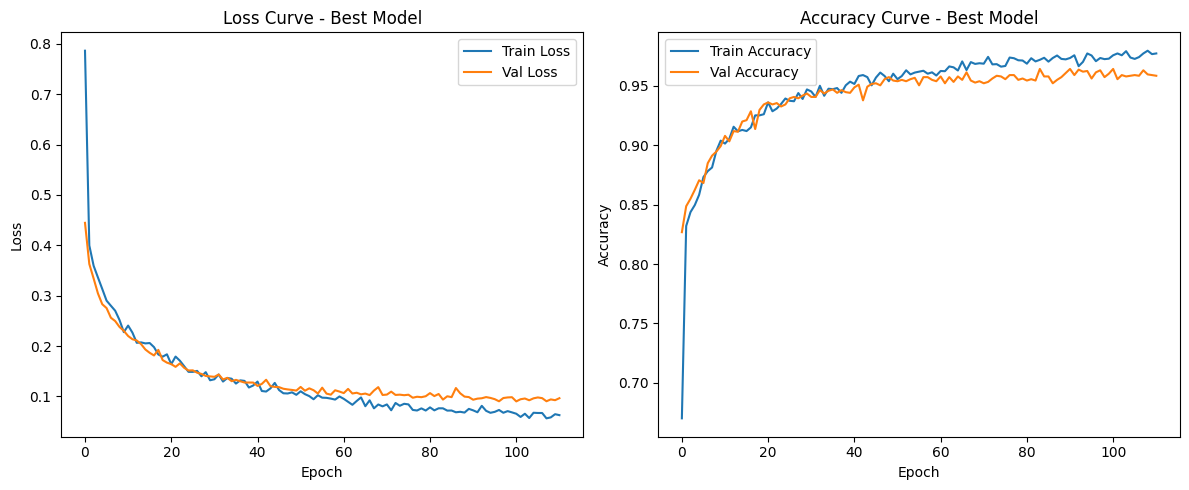 Loss Curve - Best Model
Train Loss
Val Loss
0.8
0.7
0.6
0.5
0.4
0.3
0.2
0.1
Loss
0 20 40 60 80 100
Epoch
Accuracy Curve - Best Model
Train Accuracy
Val Accuracy
0.95
0.90
0.85
0.80
0.75
0.70
Accuracy
0 20 40 60 80 100
Epoch